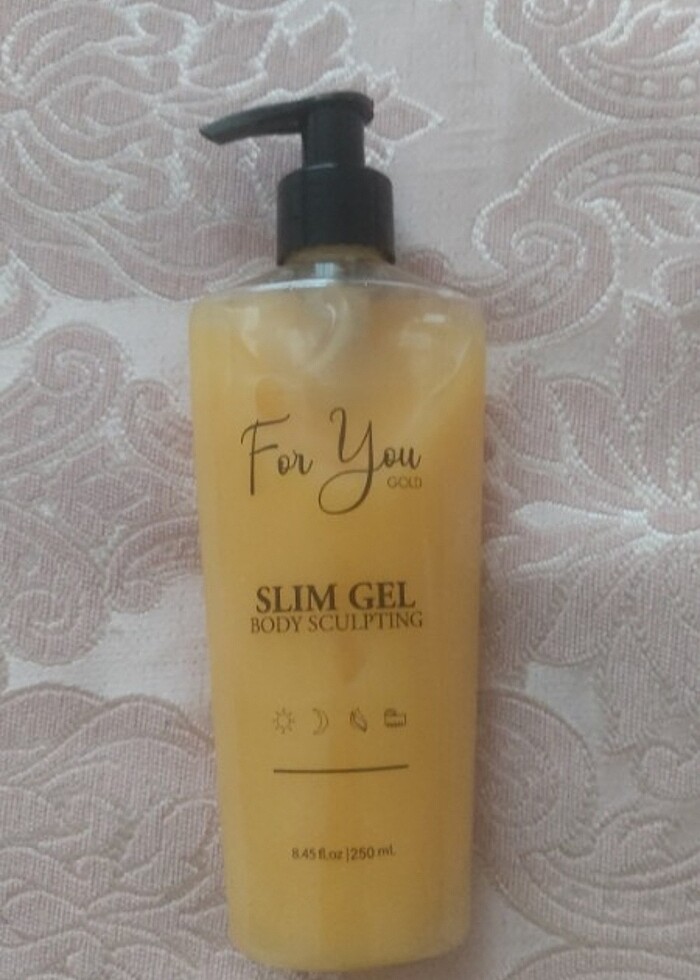 For You
GOLD
SLIM GEL
BODY SCULPTING
8.45 fl.oz | 250 mL